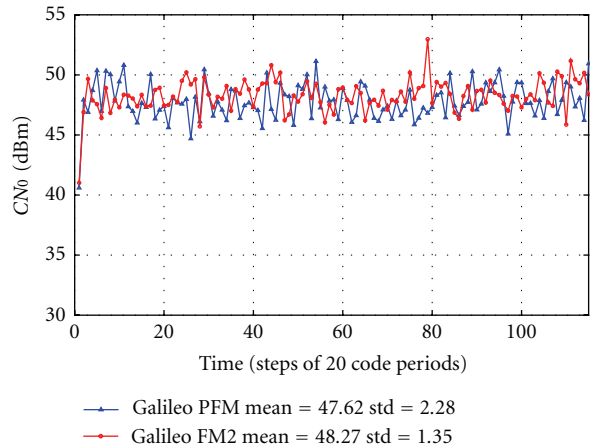 55
50
45
40
35
30
CN0 (dBm)
0 20 40 60 80 100
Time (steps of 20 code periods)
Galileo PFM mean = 47.62 std = 2.28
Galileo FM2 mean = 48.27 std = 1.35